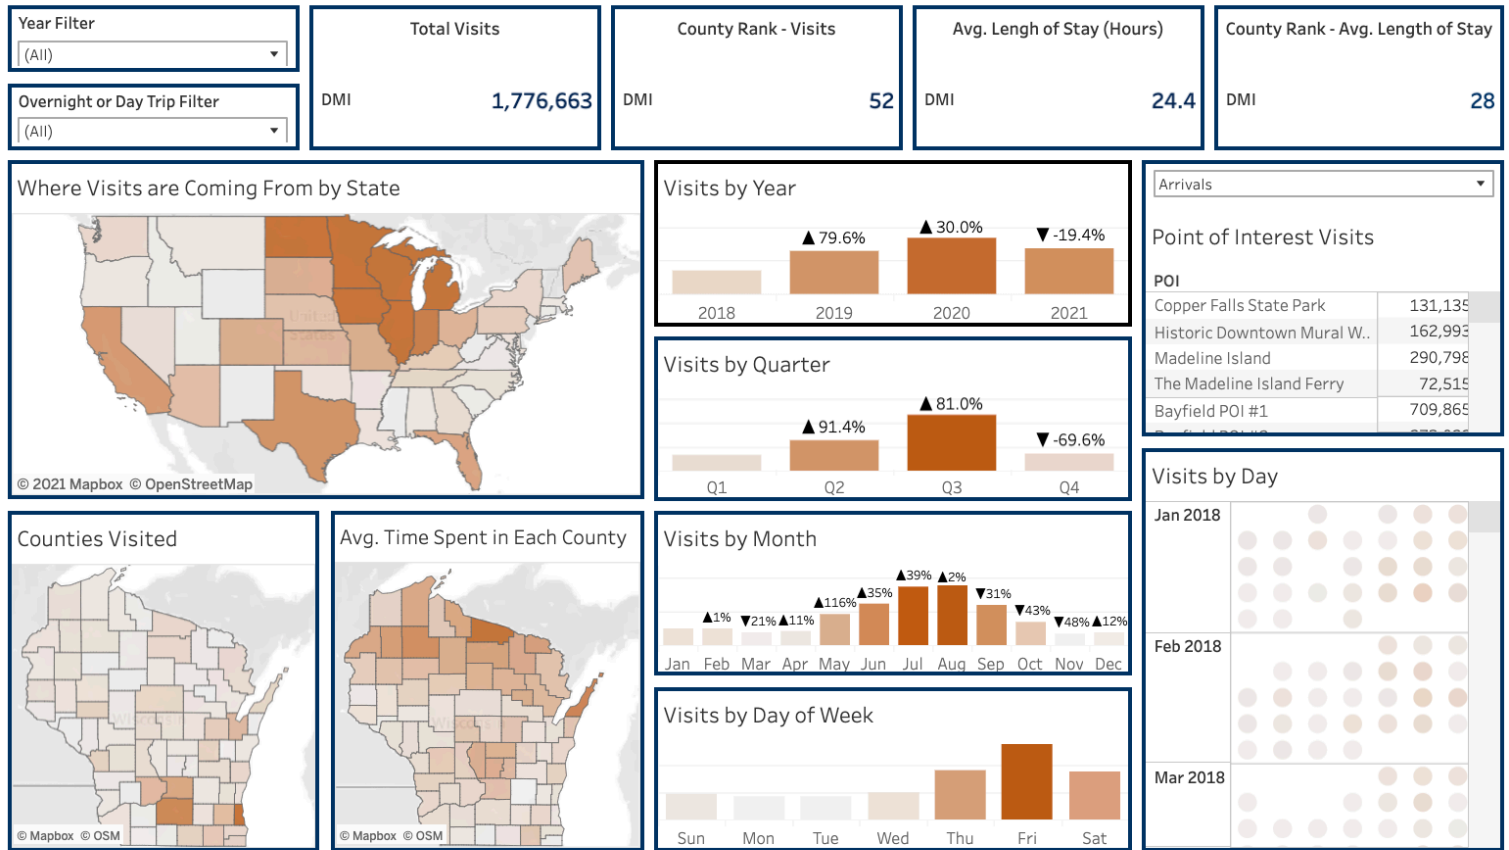 Year Filter
(All)
Overnight or Day Trip Filter
(All)
Total Visits
DMI 1,776,663
County Rank - Visits
DMI 52
Avg. Lengh of Stay (Hours)
DMI 24.4
County Rank - Avg. Length of Stay
DMI 28
Where Visits are Coming From by State
United
States
© 2021 Mapbox © OpenStreetMap
Visits by Year
▲ 79.6% ▲ 30.0% ▼ -19.4%
2018 2019 2020 2021
Visits by Quarter
▲ 91.4% ▲ 81.0% ▼ -69.6%
Q1 Q2 Q3 Q4
Arrivals
Point of Interest Visits
POI
Copper Falls State Park 131,135
Historic Downtown Mural W.. 162,993
Madeline Island 290,798
The Madeline Island Ferry 72,515
Bayfield POI #1 709,865
Counties Visited
Wisconsin
© Mapbox © OSM
Avg. Time Spent in Each County
Wisconsin
© Mapbox © OSM
Visits by Month
▲1% ▼21% ▲11% ▲116% ▲35% ▲39% ▲2% ▼31% ▼43% ▼48% ▲12%
Jan Feb Mar Apr May Jun Jul Aug Sep Oct Nov Dec
Visits by Day of Week
Sun Mon Tue Wed Thu Fri Sat
Visits by Day
Jan 2018
Feb 2018
Mar 2018